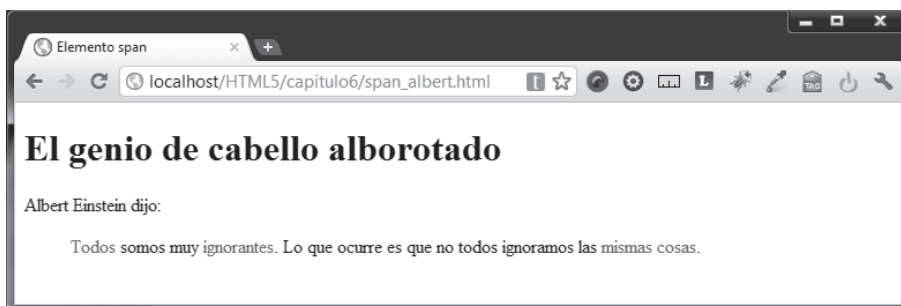 Elemento span
localhost/HTML5/capitulo6/span_albert.html
L
TAG
El genio de cabello alborotado
Albert Einstein dijo:
Todos somos muy ignorantes. Lo que ocurre es que no todos ignoramos las mismas cosas.